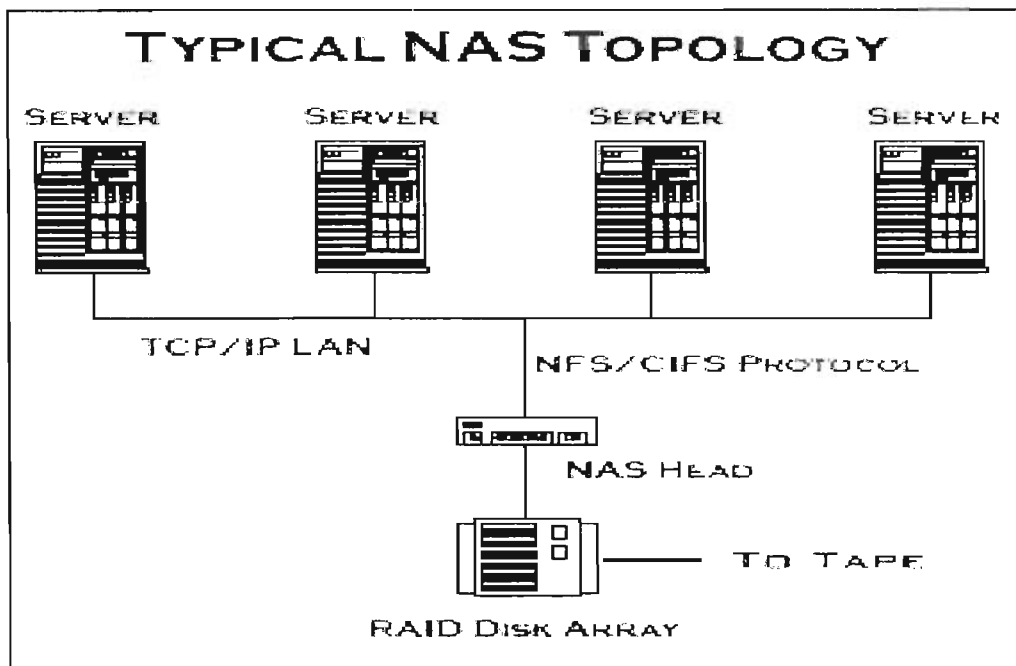 TYPICAL NAS TOPOLOGY
SERVER SERVER SERVER SERVER
TCP/IP LAN
NFS/CIFS PROTOCOL
NAS HEAD
TO TAPE
RAID DISK ARRAY